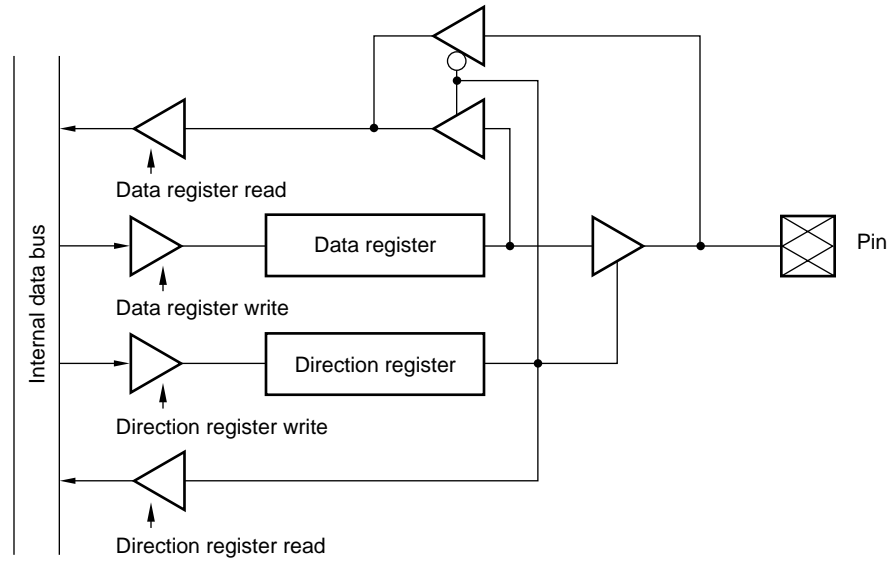 Data register read
Data register
Pin
Internal data bus
Data register write
Direction register
Direction register write
Direction register read